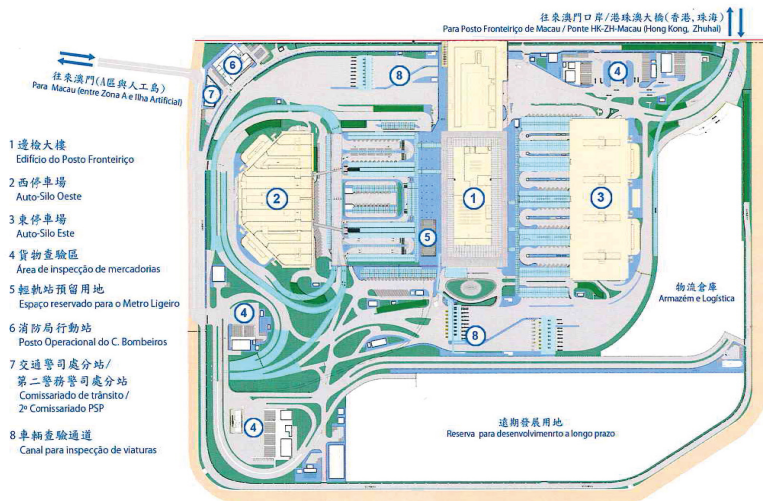 往來澳門口岸/港珠澳大橋(香港,珠海)
Para Posto Fronteiriço de Macau / Ponte HK-ZH-Macau (Hong Kong, Zhuhai)
往來澳門(A區與人工島)
Para Macau (entre Zona A e Ilha Artificial)
1 邊檢大樓
Edifício do Posto Fronteiriço
2 西停車場
Auto-Silo Oeste
3 東停車場
Auto-Silo Este
4 貨物查驗區
Área de inspecção de mercadorias
5 輕軌站預留用地
Espaço reservado para o Metro Ligeiro
6 消防局行動站
Posto Operacional do C. Bombeiros
7 交通警司處分站/
第二警務警司處分站
Comissariado de trânsito /
2º Comissariado PSP
8 車輛查驗通道
Canal para inspecção de viaturas
6
7
8
4
2
1
3
5
物流倉庫
Armazém e Logística
4
8
4
遠期發展用地
Reserva para desenvolvimenrto a longo prazo